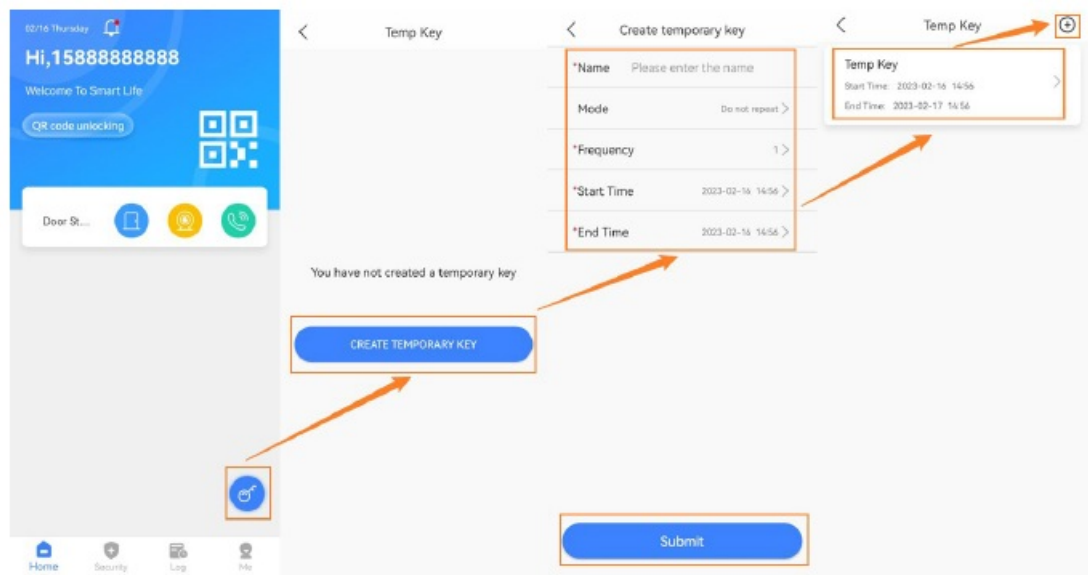 02/16 Thursday
Hi,15888888888
Welcome To Smart Life
QR code unlocking
Door St...
Home
Security
Log
Me
Temp Key
You have not created a temporary key
CREATE TEMPORARY KEY
Create temporary key
*Name Please enter the name
Mode Do not repeat
*Frequency 1
*Start Time 2023-02-16 14:56
*End Time 2023-02-16 14:56
Submit
Temp Key
Temp Key
Start Time: 2023-02-16 14:56
End Time: 2023-02-17 14:56